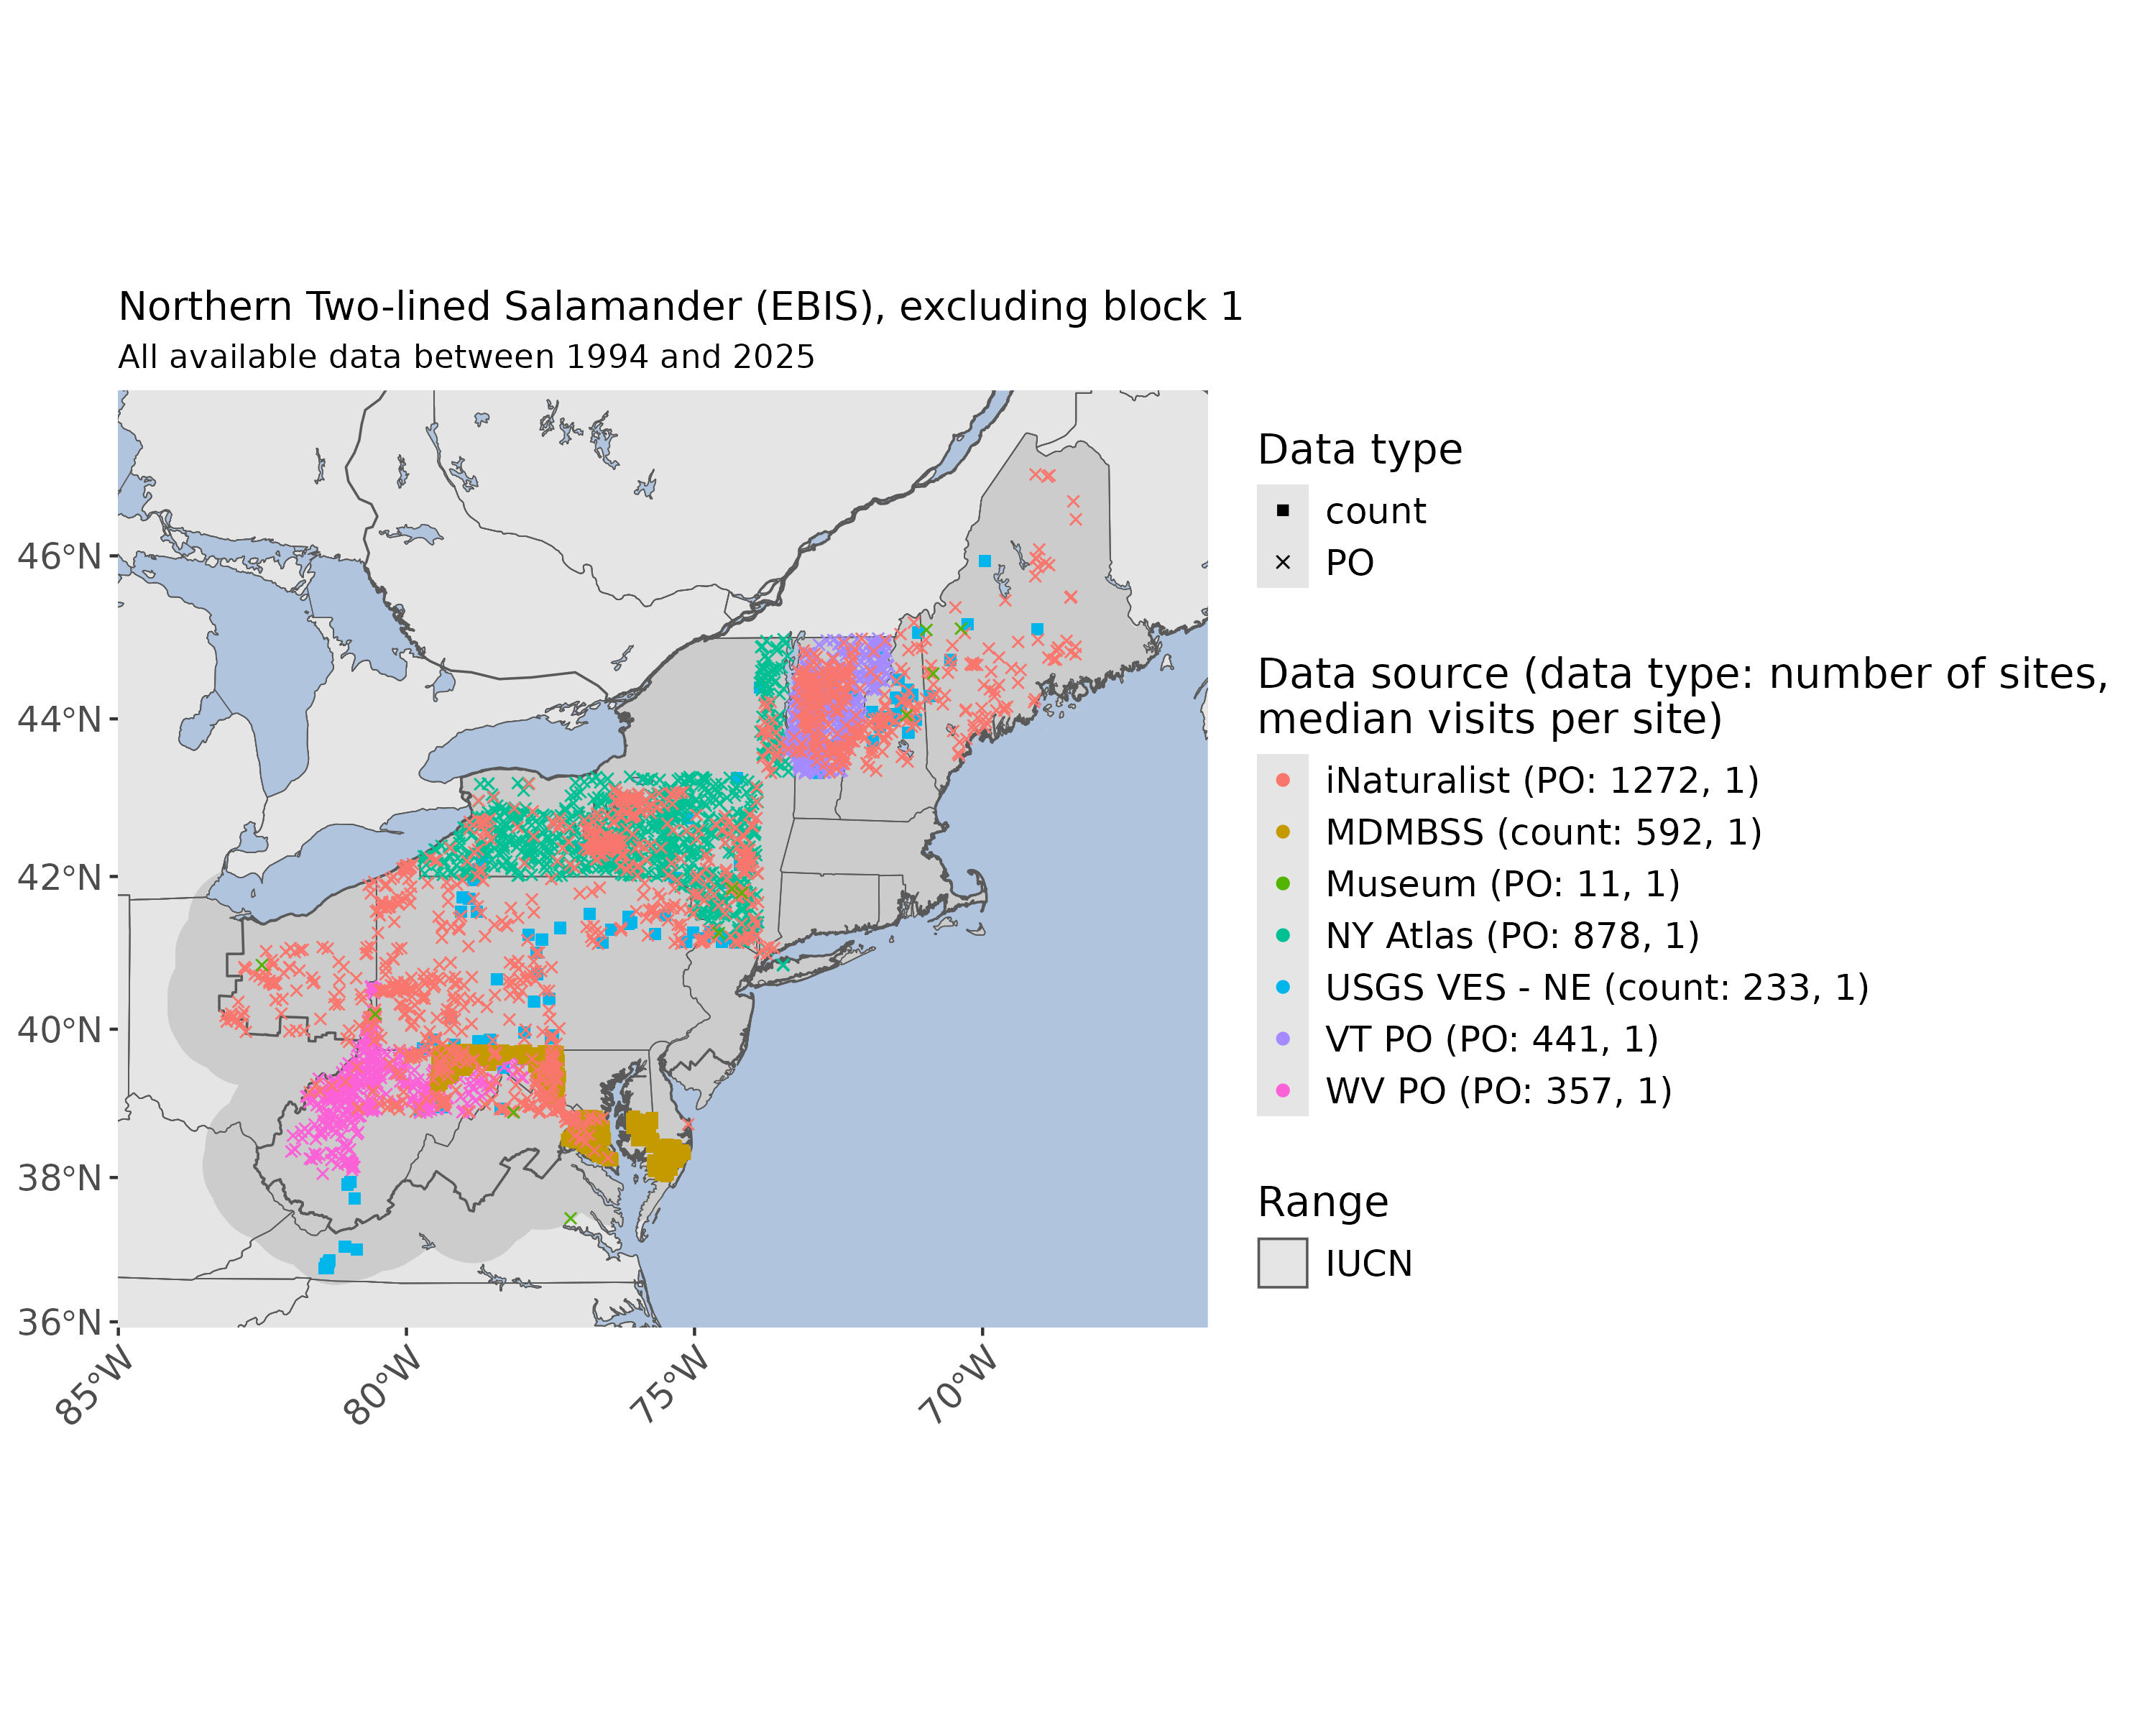 Northern Two-lined Salamander (EBIS), excluding block 1
All available data between 1994 and 2025
46°N
44°N
42°N
40°N
38°N
36°N
85°W
80°W
75°W
70°W
Data type
count
PO
Data source (data type: number of sites,
median visits per site)
iNaturalist (PO: 1272, 1)
MDMBSS (count: 592, 1)
Museum (PO: 11, 1)
NY Atlas (PO: 878, 1)
USGS VES - NE (count: 233, 1)
VT PO (PO: 441, 1)
WV PO (PO: 357, 1)
Range
IUCN